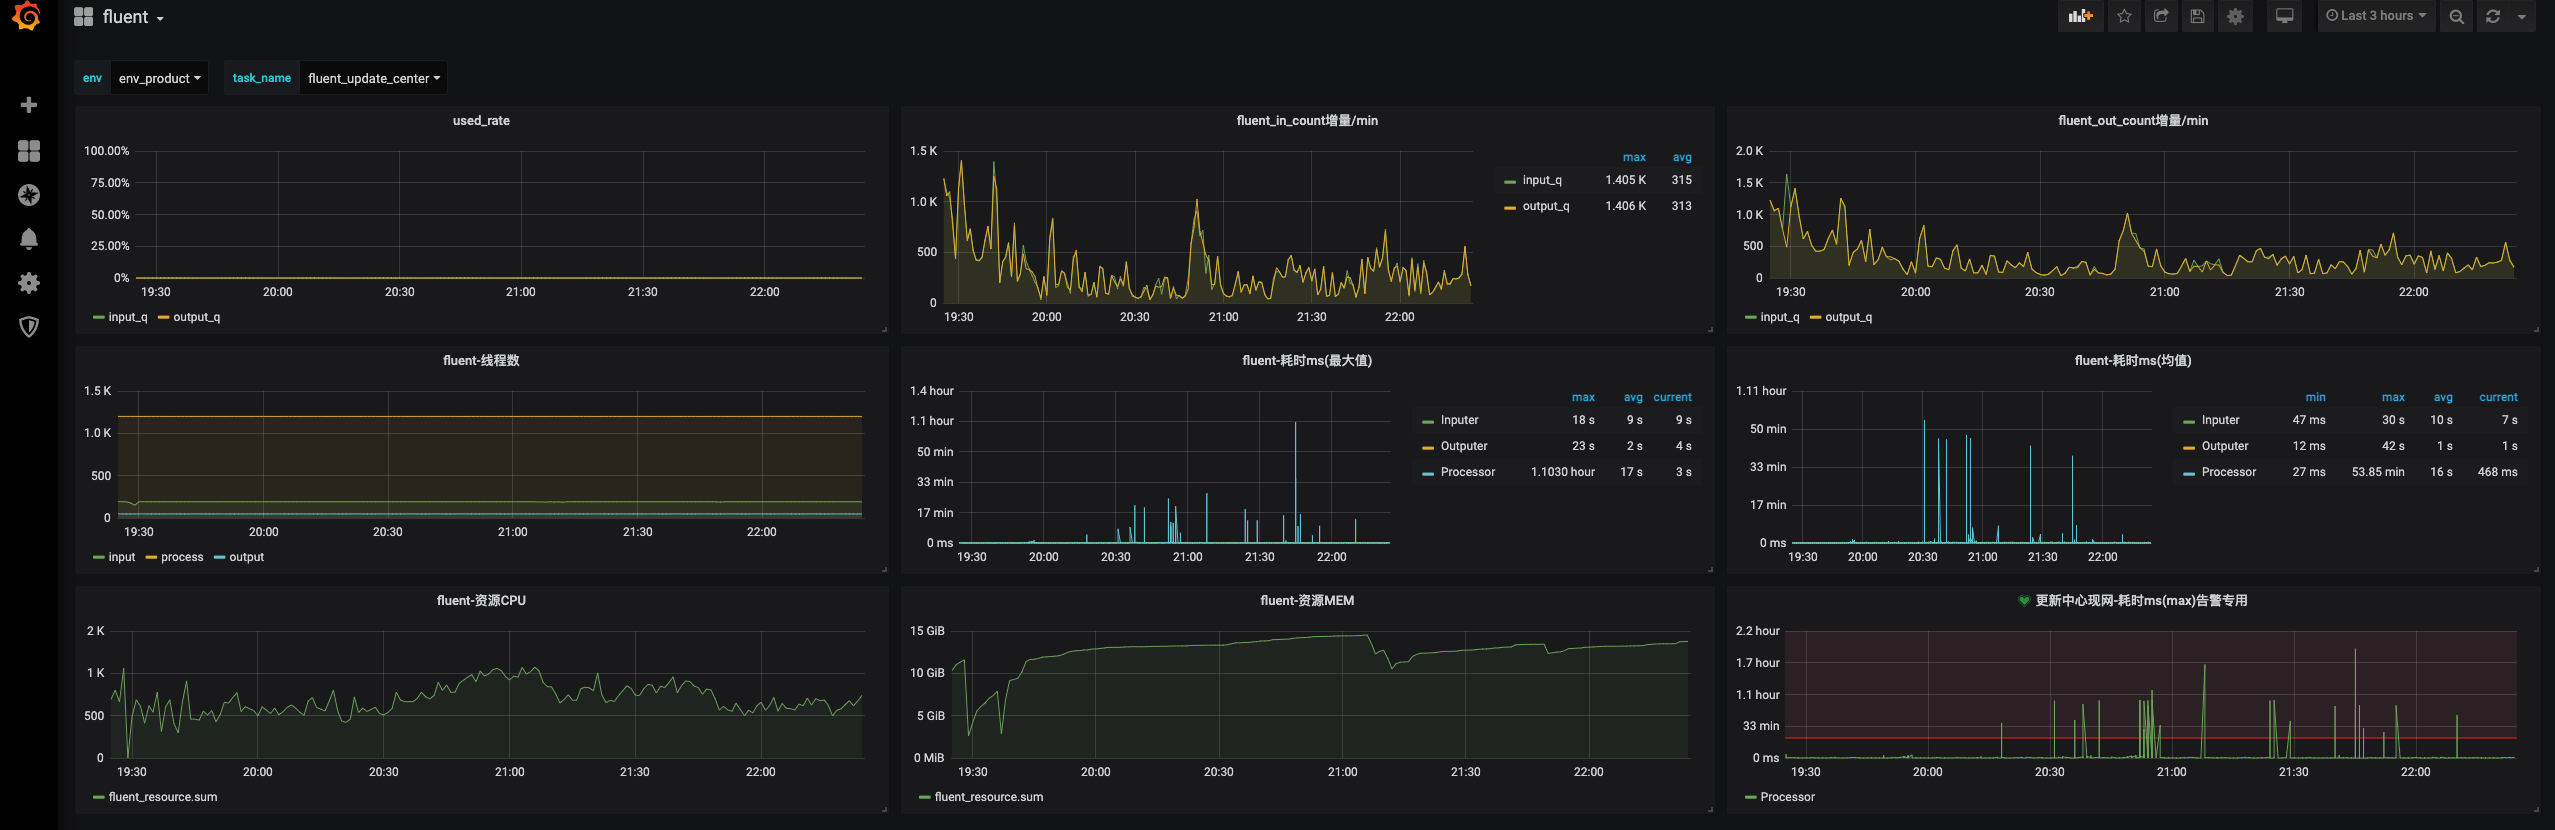 fluent
Last 3 hours
env env_product task_name fluent_update_center
used_rate
100.00%
75.00%
50.00%
25.00%
0%
19:30 20:00 20:30 21:00 21:30 22:00
input_q output_q
fluent_in_count增量/min
1.5 K
1.0 K
500
0
19:30 20:00 20:30 21:00 21:30 22:00
max avg
input_q 1.405 K 315
output_q 1.406 K 313
fluent_out_count增量/min
2.0 K
1.5 K
1.0 K
500
0
19:30 20:00 20:30 21:00 21:30 22:00
input_q output_q
fluent-线程数
1.5 K
1.0 K
500
0
19:30 20:00 20:30 21:00 21:30 22:00
input process output
fluent-耗时ms(最大值)
1.4 hour
1.1 hour
50 min
33 min
17 min
0 ms
19:30 20:00 20:30 21:00 21:30 22:00
max avg current
Inputer 18 s 9 s 9 s
Outputer 23 s 2 s 4 s
Processor 1.1030 hour 17 s 3 s
fluent-耗时ms(均值)
1.11 hour
50 min
33 min
17 min
0 ms
19:30 20:00 20:30 21:00 21:30 22:00
min max avg current
Inputer 47 ms 30 s 10 s 7 s
Outputer 12 ms 42 s 1 s 1 s
Processor 27 ms 53.85 min 16 s 468 ms
fluent-资源CPU
2 K
1 K
500
0
19:30 20:00 20:30 21:00 21:30 22:00
fluent_resource.sum
fluent-资源MEM
15 GiB
10 GiB
5 GiB
0 MiB
19:30 20:00 20:30 21:00 21:30 22:00
fluent_resource.sum
更新中心现网-耗时ms(max)告警专用
2.2 hour
1.7 hour
1.1 hour
33 min
0 ms
19:30 20:00 20:30 21:00 21:30 22:00
Processor